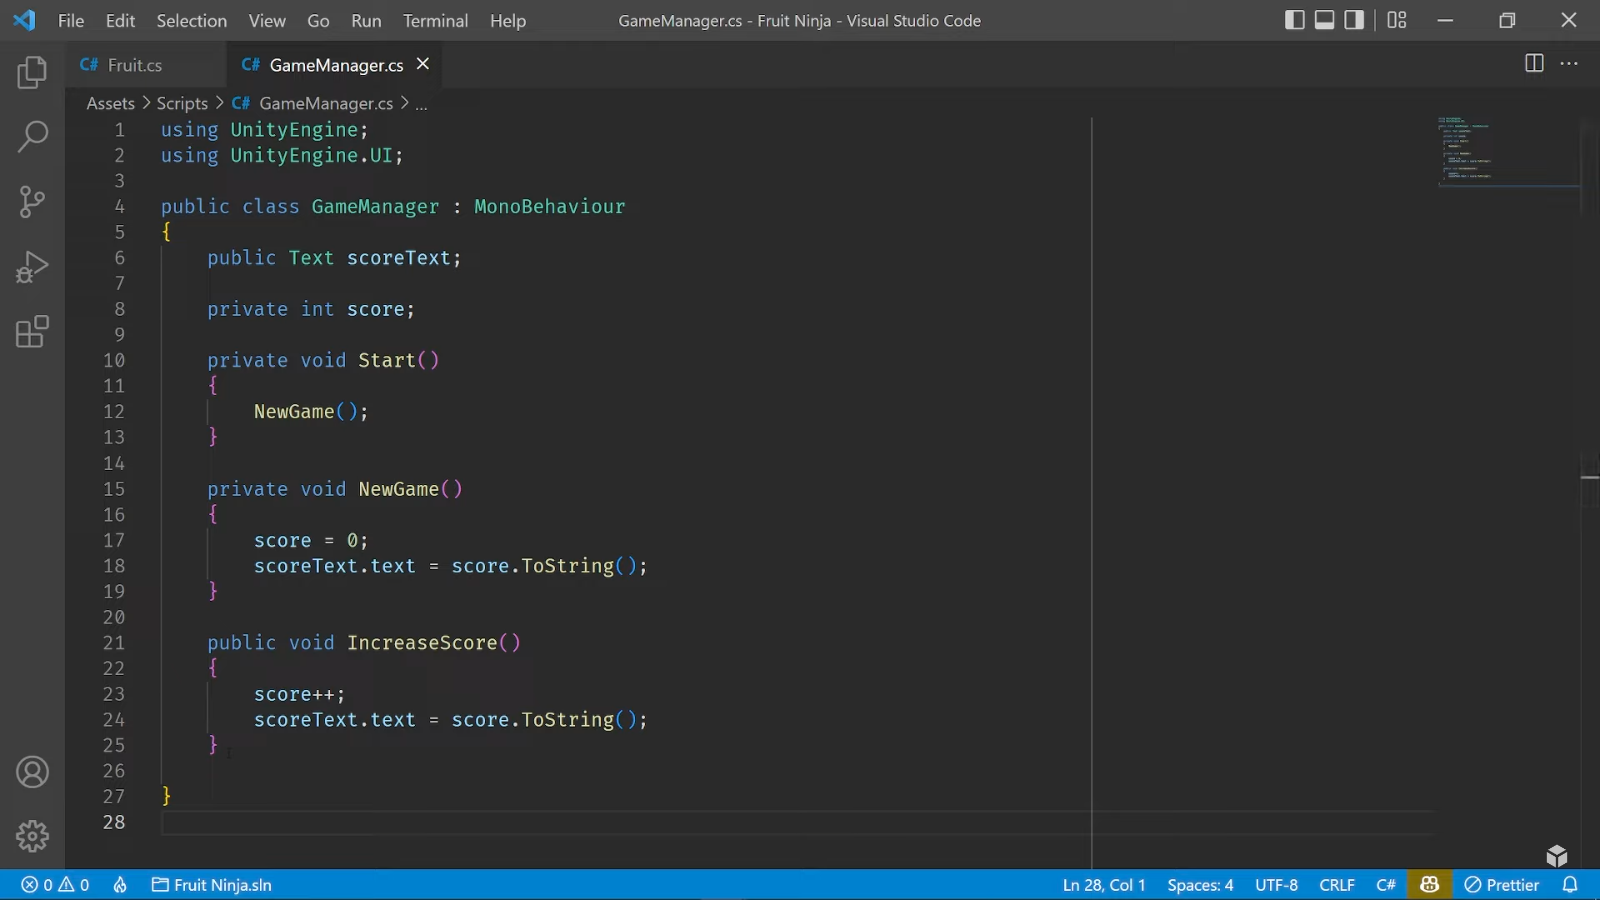 File Edit Selection View Go Run Terminal Help GameManager.cs - Fruit Ninja - Visual Studio Code
C# Fruit.cs C# GameManager.cs
Assets > Scripts > C# GameManager.cs > ...
1 using UnityEngine;
2 using UnityEngine.UI;
3
4 public class GameManager : MonoBehaviour
5 {
6 public Text scoreText;
7
8 private int score;
9
10 private void Start()
11 {
12 NewGame();
13 }
14
15 private void NewGame()
16 {
17 score = 0;
18 scoreText.text = score.ToString();
19 }
20
21 public void IncreaseScore()
22 {
23 score++;
24 scoreText.text = score.ToString();
25 }
26
27 }
28
0 0 Fruit Ninja.sln Ln 28, Col 1 Spaces: 4 UTF-8 CRLF C# Prettier